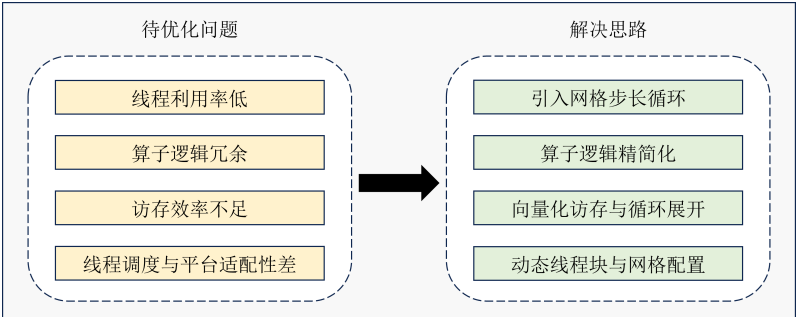 待优化问题
线程利用率低
算子逻辑冗余
访存效率不足
线程调度与平台适配性差
解决思路
引入网格步长循环
算子逻辑精简化
向量化访存与循环展开
动态线程块与网格配置